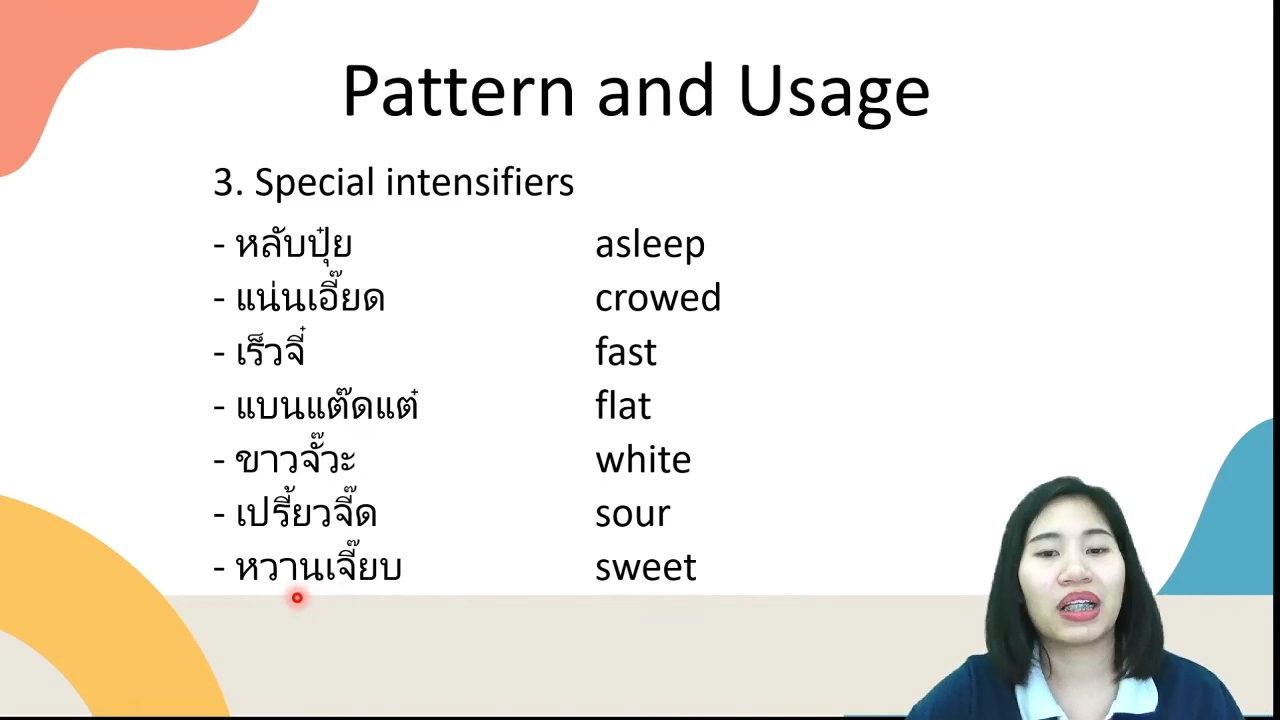 Pattern and Usage
3. Special intensifiers
- หลับปุ๋ย asleep
- แน่นเอี๊ยด crowed
- เร็วจี๋ fast
- แบนแต๊ดแต๋ flat
- ขาวจั๊วะ white
- เปรี้ยวจี๊ด sour
- หวานเจี๊ยบ sweet